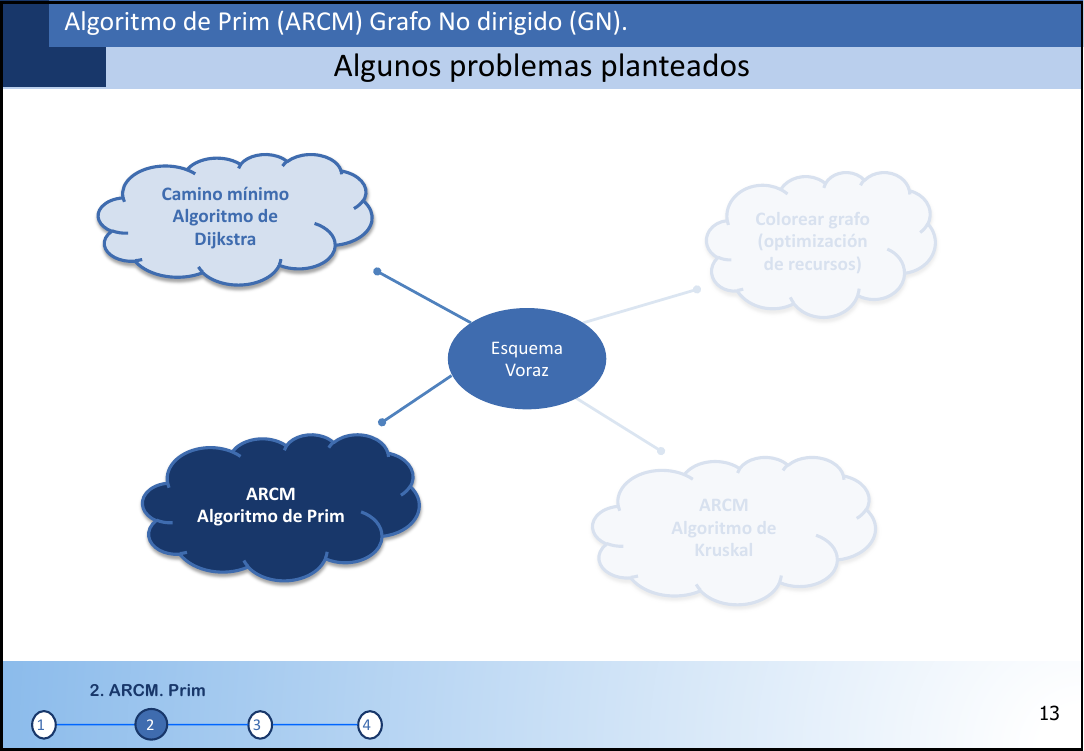 Algoritmo de Prim (ARCM) Grafo No dirigido (GN).
Algunos problemas planteados
Camino mínimo
Algoritmo de
Dijkstra
Colorear grafo
(optimización
de recursos)
Esquema
Voraz
ARCM
Algoritmo de Prim
ARCM
Algoritmo de
Kruskal
2. ARCM. Prim
1
2
3
4
13